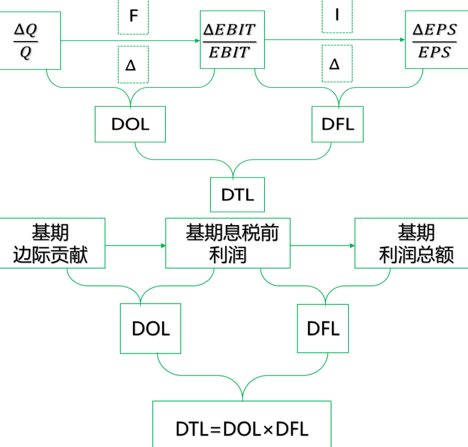 F
I
ΔQ/Q
ΔEBIT/EBIT
ΔEPS/EPS
Δ
Δ
DOL
DFL
DTL
基期
边际贡献
基期息税前
利润
基期
利润总额
DOL
DFL
DTL=DOL×DFL